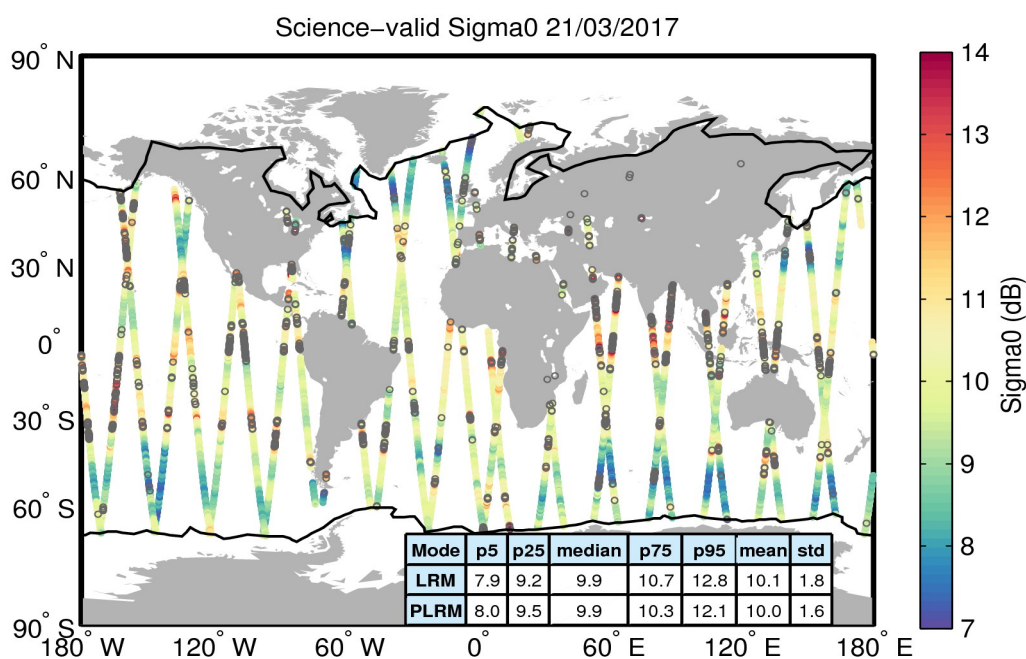 Science-valid Sigma0 21/03/2017
90° N
60° N
30° N
0°
30° S
60° S
90° S
180° W
120° W
60° W
0°
60° E
120° E
180° E
Mode p5 p25 median p75 p95 mean std
LRM 7.9 9.2 9.9 10.7 12.8 10.1 1.8
PLRM 8.0 9.5 9.9 10.3 12.1 10.0 1.6
14
13
12
11
10
9
8
7
Sigma0 (dB)